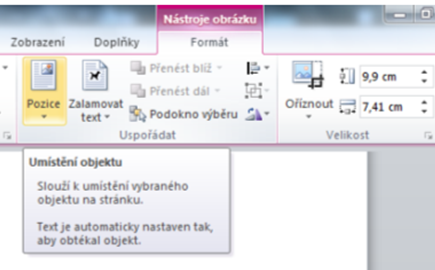 Nástroje obrázku
Zobrazení Doplňky Formát
Pozice
Zalamovat text
Přenést blíž
Přenést dál
Podokno výběru
Uspořádat
Oříznout
9,9 cm
7,41 cm
Velikost
Umístění objektu
Slouží k umístění vybraného
objektu na stránku.
Text je automaticky nastaven tak,
aby obtékal objekt.